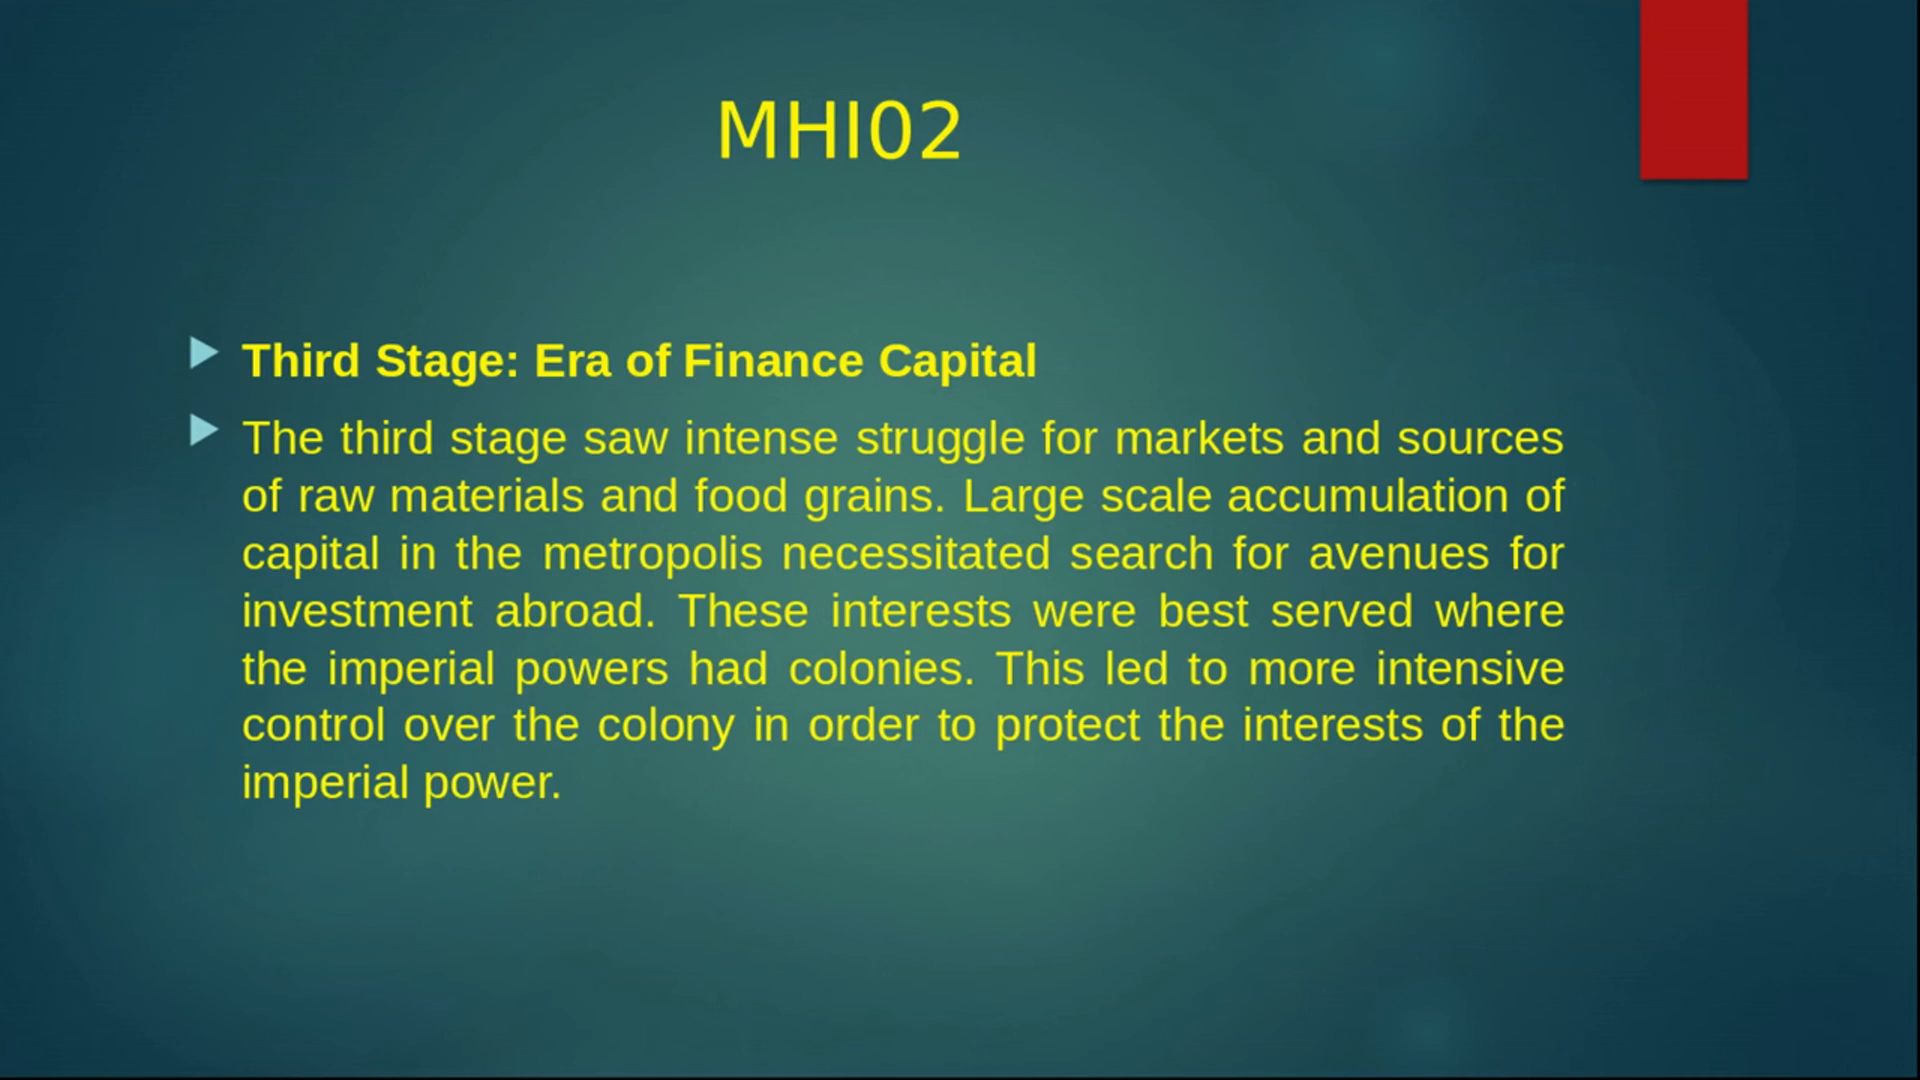 MHI02
Third Stage: Era of Finance Capital
The third stage saw intense struggle for markets and sources
of raw materials and food grains. Large scale accumulation of
capital in the metropolis necessitated search for avenues for
investment abroad. These interests were best served where
the imperial powers had colonies. This led to more intensive
control over the colony in order to protect the interests of the
imperial power.